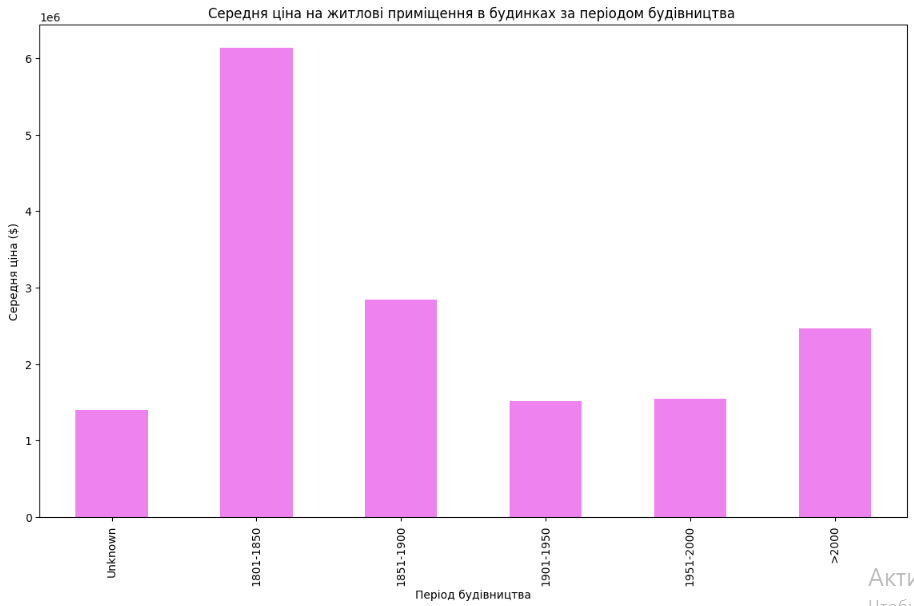 Середня ціна на житлові приміщення в будинках за періодом будівництва
1e6
6
5
4
3
2
1
0
Середня ціна ($)
Unknown
1801-1850
1851-1900
1901-1950
1951-2000
>2000
Період будівництва
Акти
Чтобы